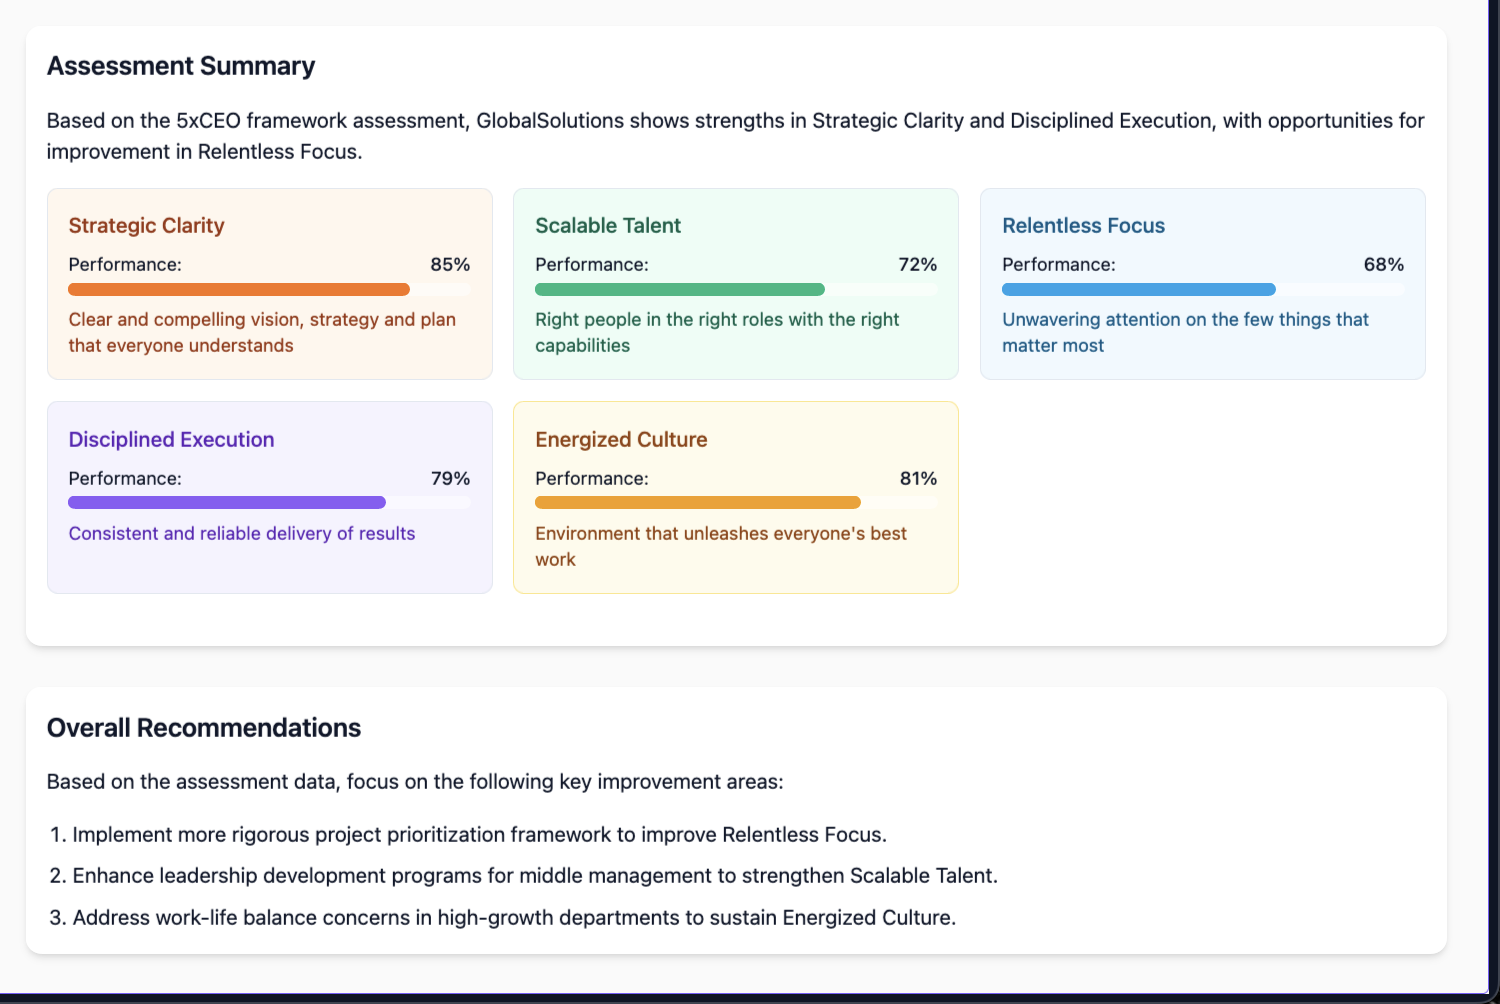 Assessment Summary
Based on the 5xCEO framework assessment, GlobalSolutions shows strengths in Strategic Clarity and Disciplined Execution, with opportunities for
improvement in Relentless Focus.
Strategic Clarity
Performance: 85%
Clear and compelling vision, strategy and plan
that everyone understands
Scalable Talent
Performance: 72%
Right people in the right roles with the right
capabilities
Relentless Focus
Performance: 68%
Unwavering attention on the few things that
matter most
Disciplined Execution
Performance: 79%
Consistent and reliable delivery of results
Energized Culture
Performance: 81%
Environment that unleashes everyone's best
work
Overall Recommendations
Based on the assessment data, focus on the following key improvement areas:
1. Implement more rigorous project prioritization framework to improve Relentless Focus.
2. Enhance leadership development programs for middle management to strengthen Scalable Talent.
3. Address work-life balance concerns in high-growth departments to sustain Energized Culture.